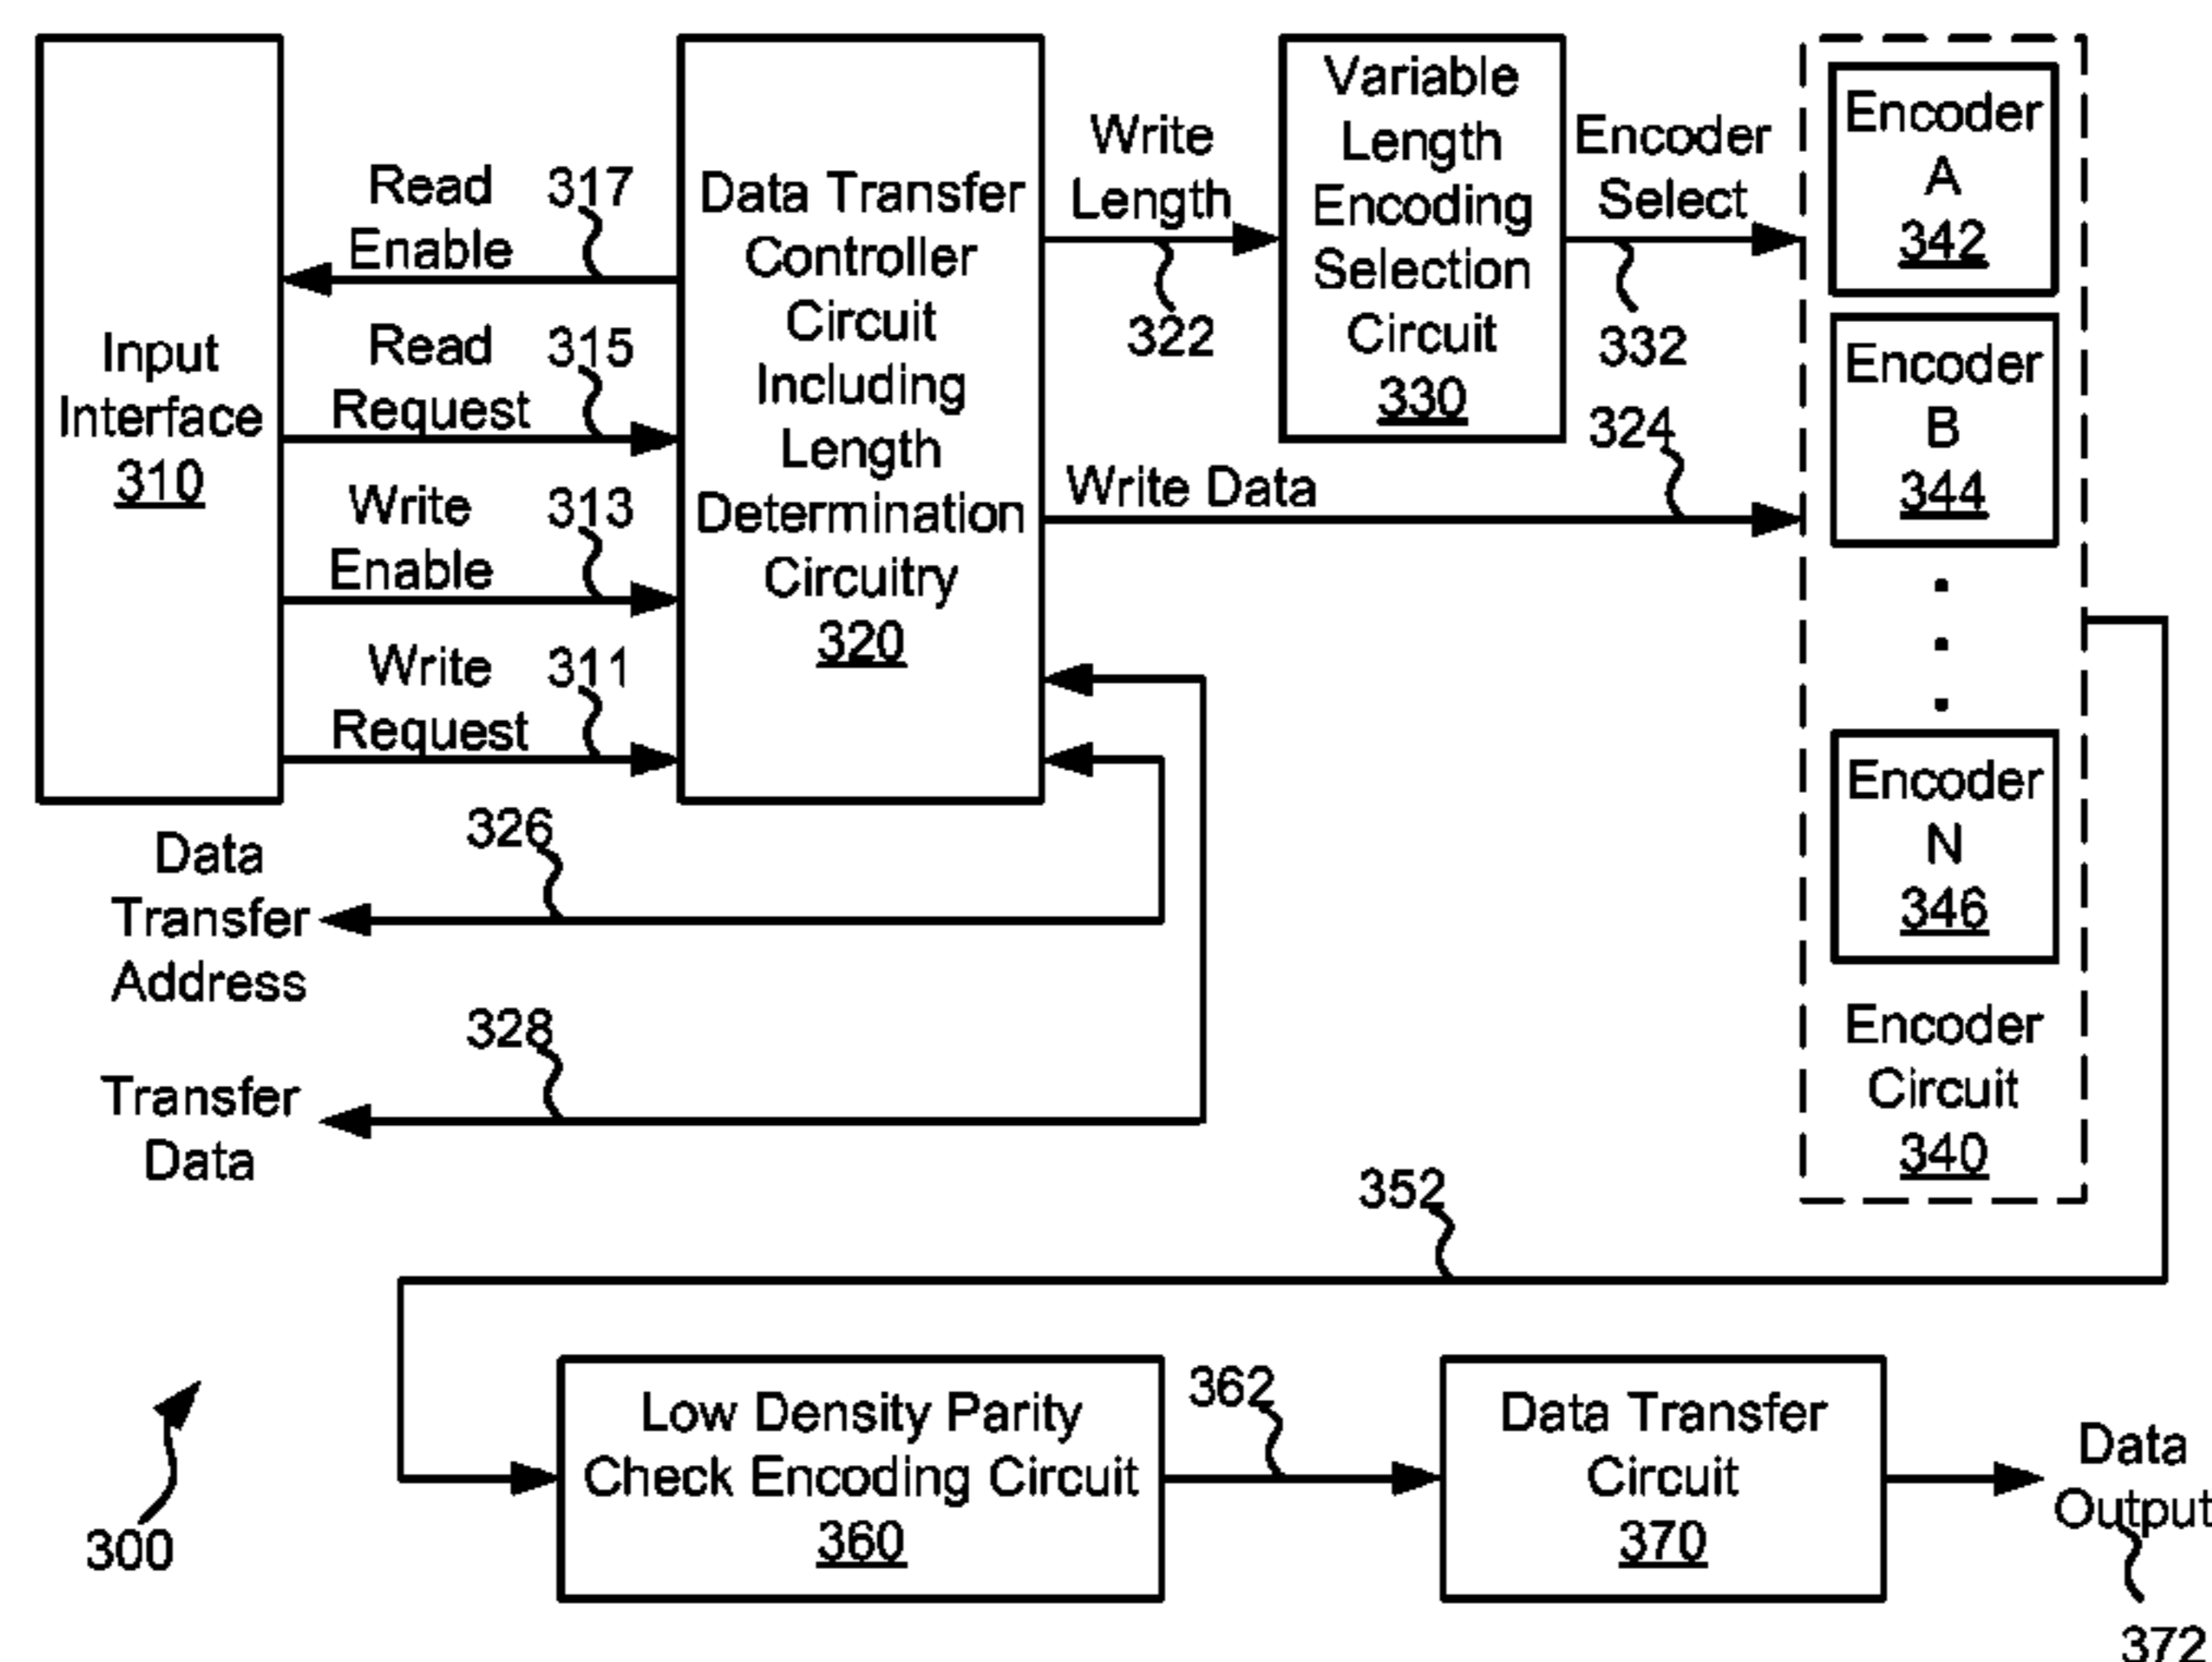 Input
Interface
310
Read
Enable
317
Read
Request
315
Write
Enable
313
Write
Request
311
Data Transfer
Controller
Circuit
Including
Length
Determination
Circuitry
320
Write
Length
322
Variable
Length
Encoding
Selection
Circuit
330
Encoder
Select
332
Write Data
324
Encoder
A
342
Encoder
B
344
Encoder
N
346
Encoder
Circuit
340
Data
Transfer
Address
326
Transfer
Data
328
352
300
Low Density Parity
Check Encoding Circuit
360
362
Data Transfer
Circuit
370
Data
Output
372